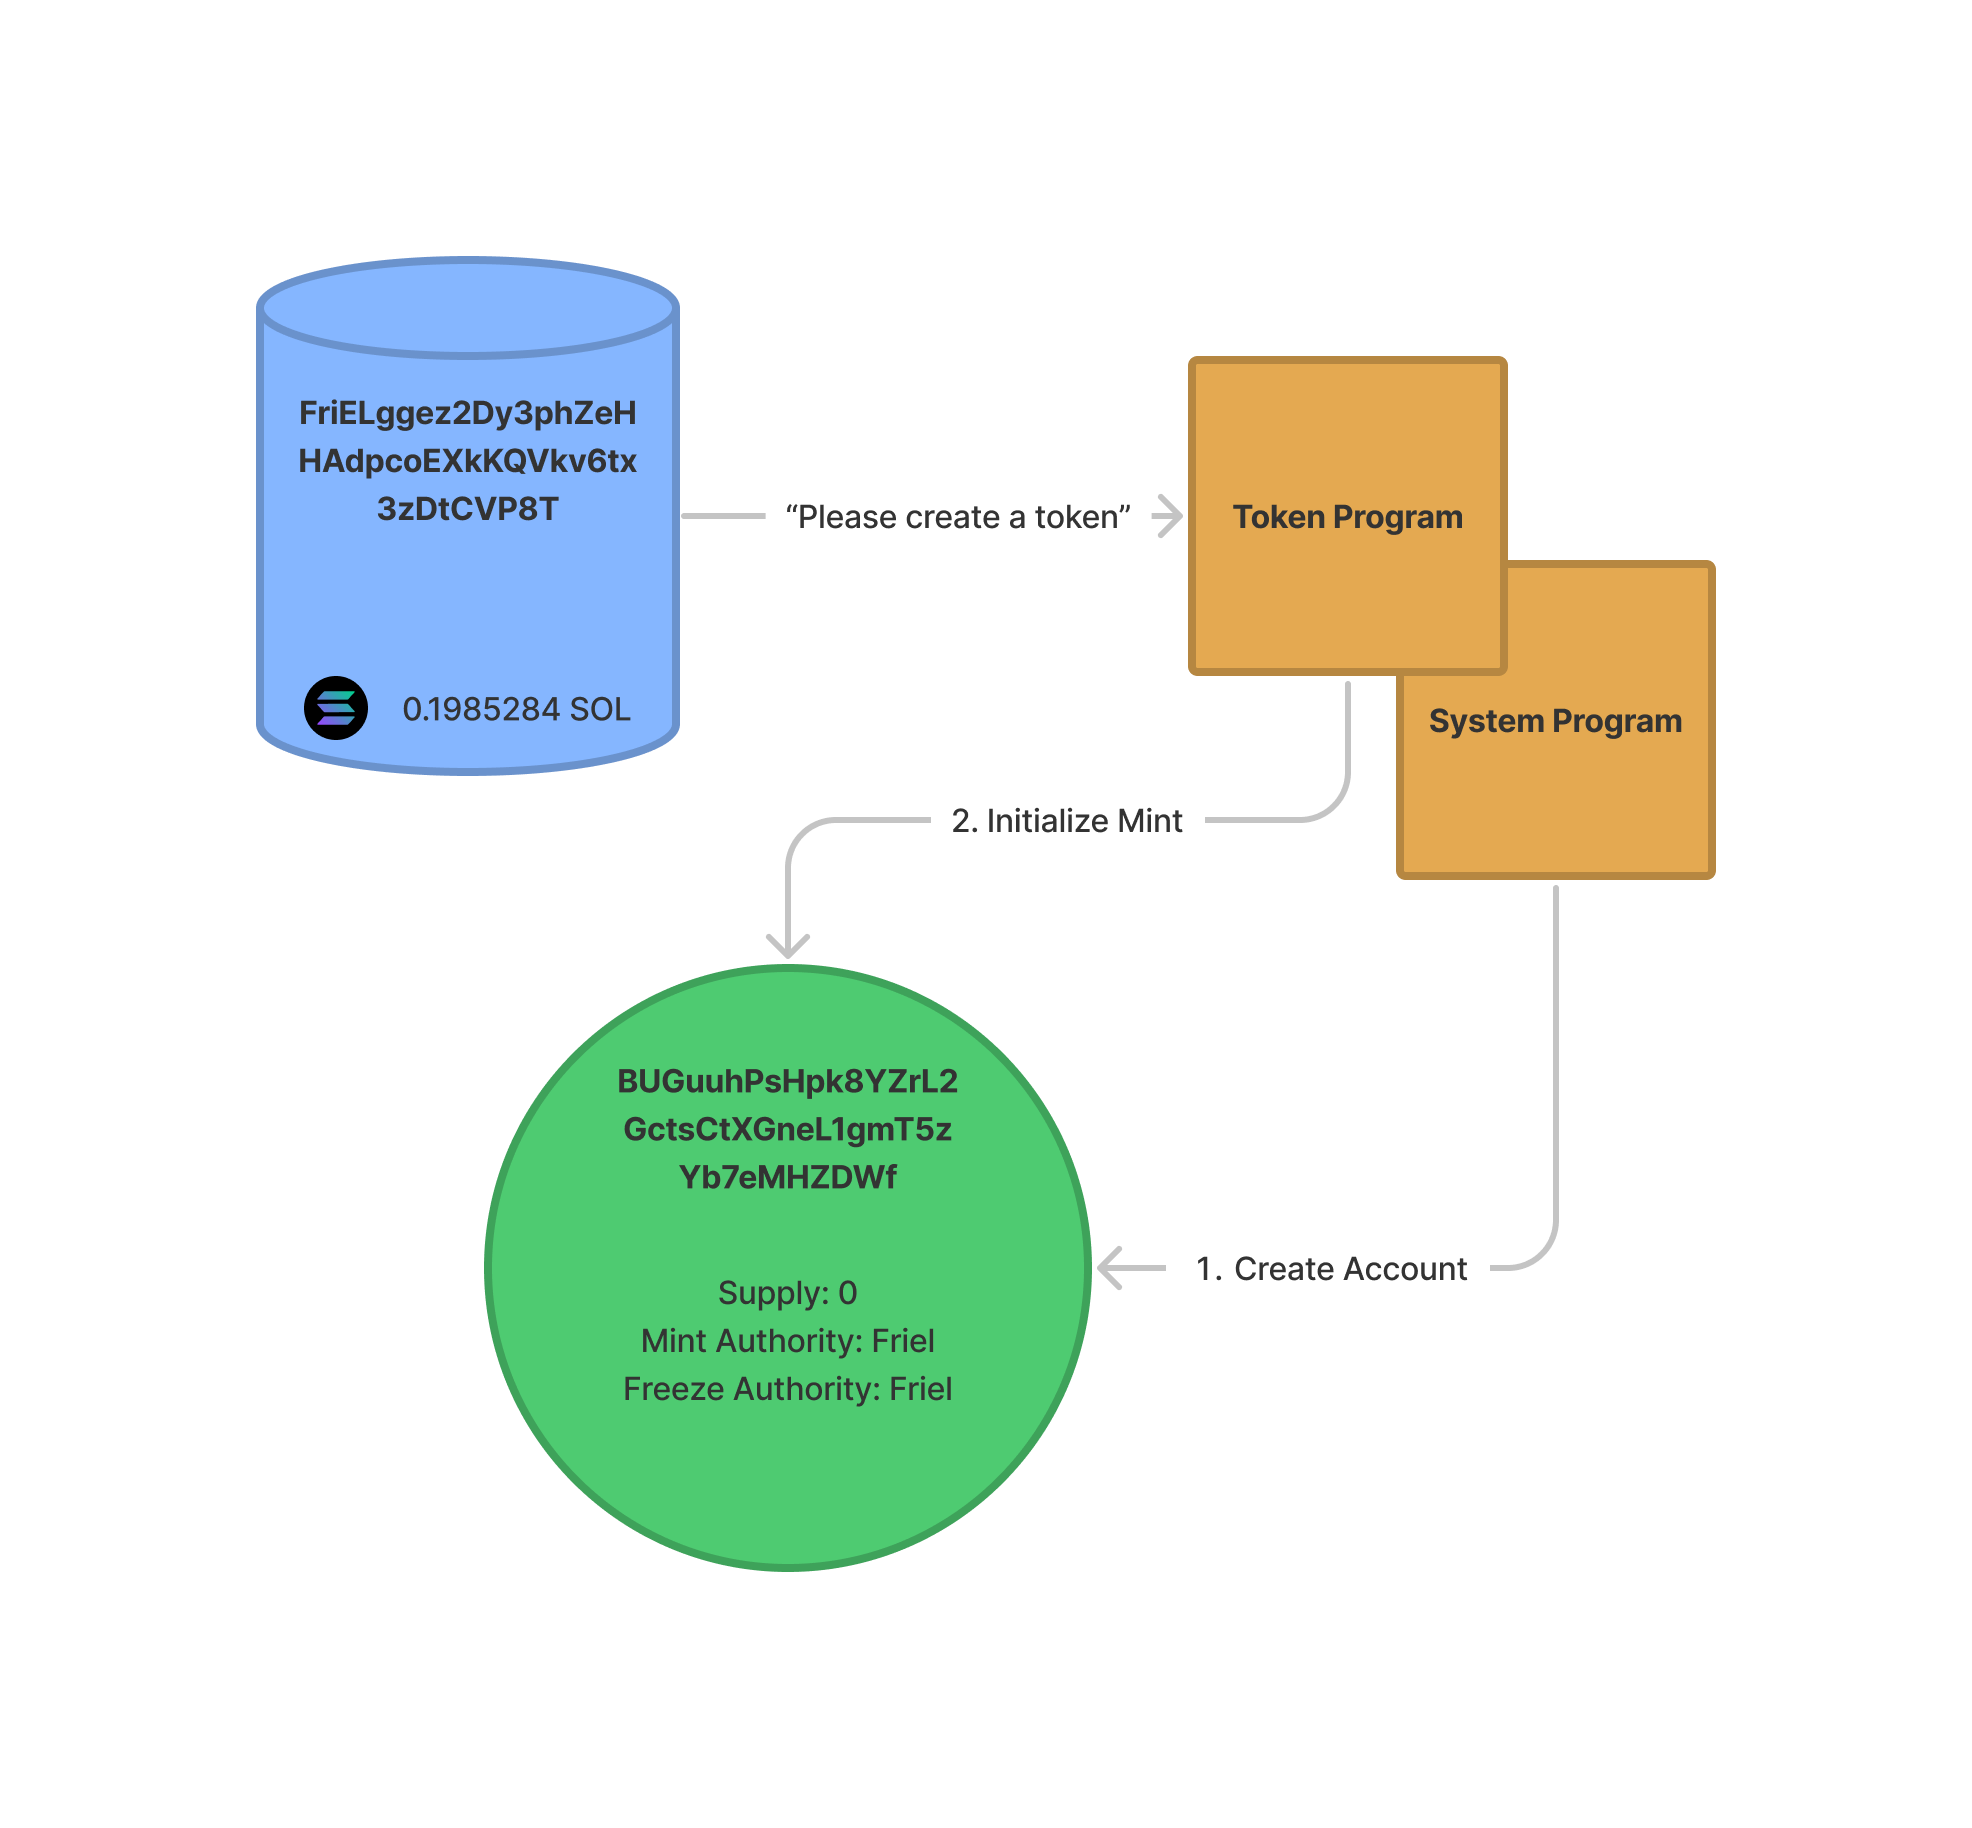 FriELggez2Dy3phZeH
HAdpcoEXkKQVkv6tx
3zDtCVP8T
0.1985284 SOL
“Please create a token”
Token Program
System Program
2. Initialize Mint
BUGuuhPsHpk8YZrL2
GctsCtXGneL1gmT5z
Yb7eMHZDWf
Supply: 0
Mint Authority: Friel
Freeze Authority: Friel
1. Create Account